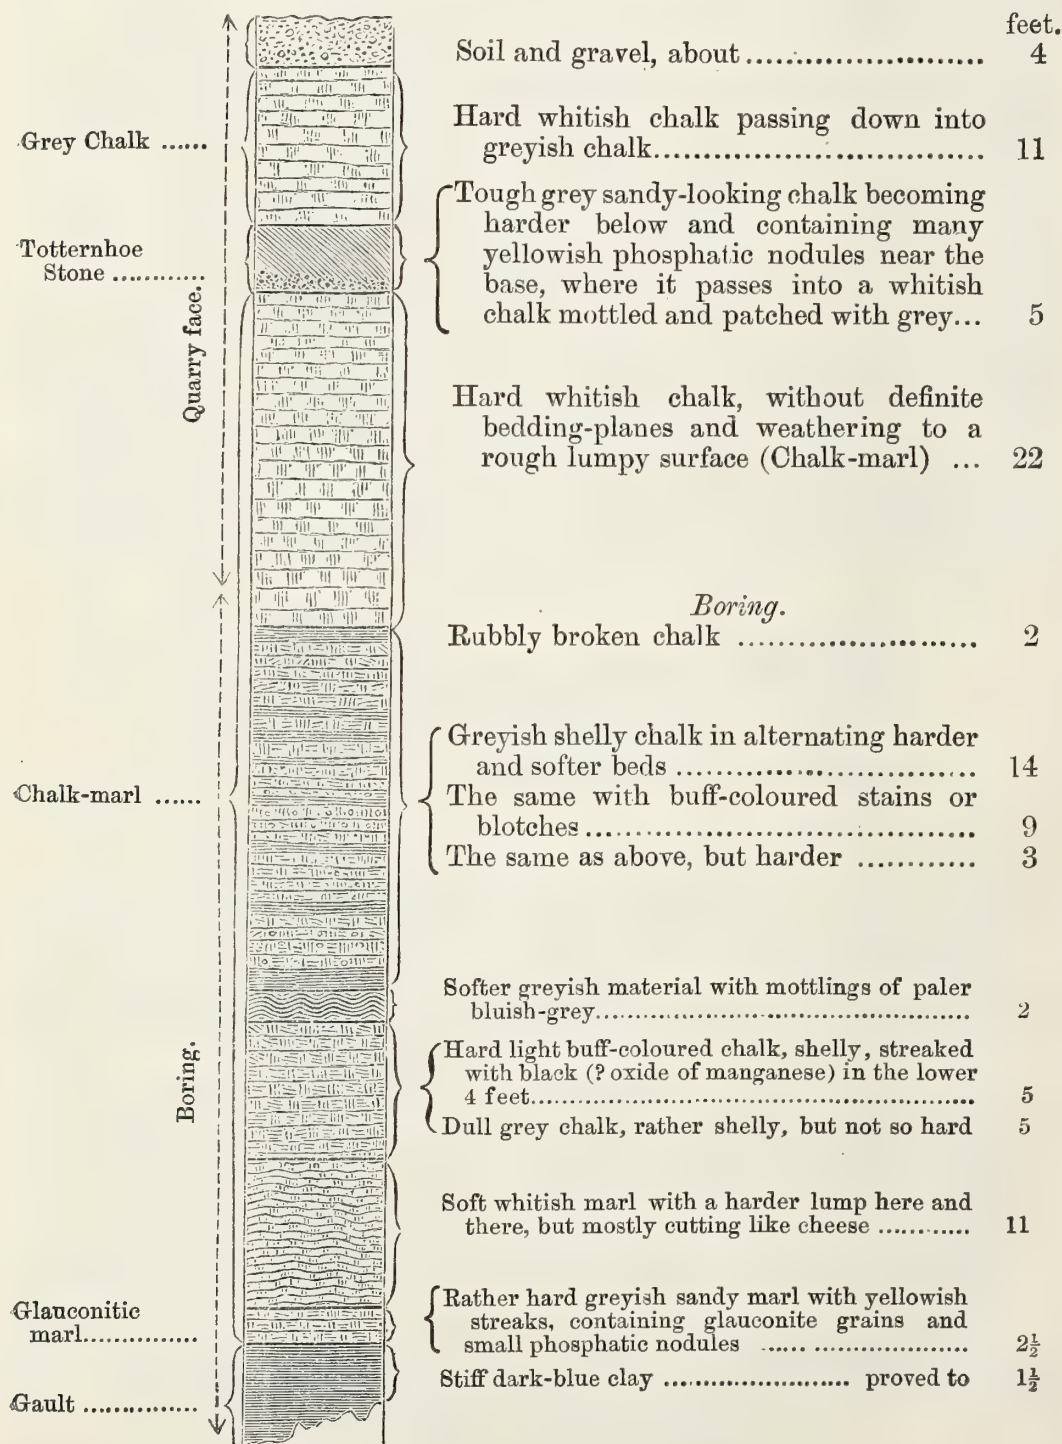 feet.
Soil and gravel, about ........................ 4
Grey Chalk ......
Hard whitish chalk passing down into
greyish chalk.................................. 11
Totternhoe
Stone ............
Tough grey sandy-looking chalk becoming
harder below and containing many
yellowish phosphatic nodules near the
base, where it passes into a whitish
chalk mottled and patched with grey... 5
Quarry face.
Hard whitish chalk, without definite
bedding-planes and weathering to a
rough lumpy surface (Chalk-marl) ... 22
Boring.
Rubbly broken chalk ........................ 2
Chalk-marl ......
Greyish shelly chalk in alternating harder
and softer beds .............................. 14
The same with buff-coloured stains or
blotches ....................................... 9
The same as above, but harder ............ 3
Boring.
Softer greyish material with mottlings of paler
bluish-grey.................................................. 2
Hard light buff-coloured chalk, shelly, streaked
with black (? oxide of manganese) in the lower
4 feet.......................................................... 5
Dull grey chalk, rather shelly, but not so hard 5
Soft whitish marl with a harder lump here and
there, but mostly cutting like cheese ............ 11
Glauconitic
marl...............
Rather hard greyish sandy marl with yellowish
streaks, containing glauconite grains and
small phosphatic nodules ...... ..................... 2½
Gault ...............
Stiff dark-blue clay ........................ proved to 1½